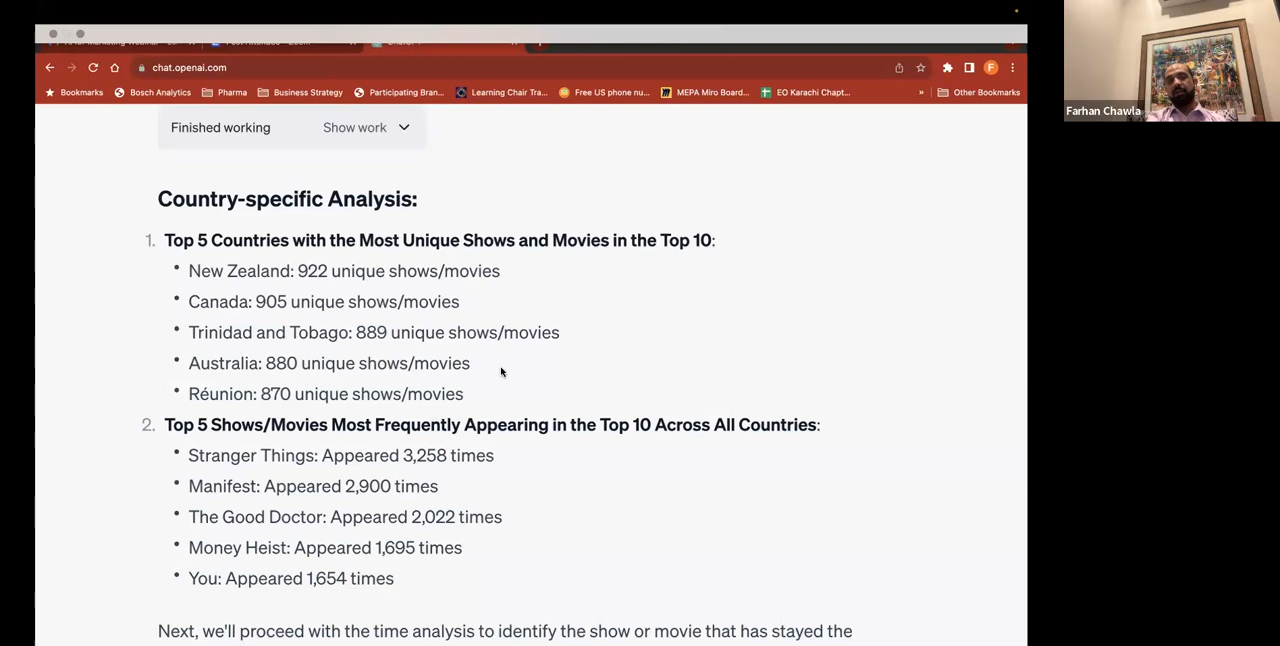 chat.openai.com
Bookmarks Bosch Analytics Pharma Business Strategy Participating Bran... Learning Chair Tra... Free US phone nu... MEPA Miro Board... EO Karachi Chapt... » Other Bookmarks
Farhan Chawla
Finished working Show work
Country-specific Analysis:
1. Top 5 Countries with the Most Unique Shows and Movies in the Top 10:
• New Zealand: 922 unique shows/movies
• Canada: 905 unique shows/movies
• Trinidad and Tobago: 889 unique shows/movies
• Australia: 880 unique shows/movies
• Réunion: 870 unique shows/movies
2. Top 5 Shows/Movies Most Frequently Appearing in the Top 10 Across All Countries:
• Stranger Things: Appeared 3,258 times
• Manifest: Appeared 2,900 times
• The Good Doctor: Appeared 2,022 times
• Money Heist: Appeared 1,695 times
• You: Appeared 1,654 times
Next, we'll proceed with the time analysis to identify the show or movie that has stayed the